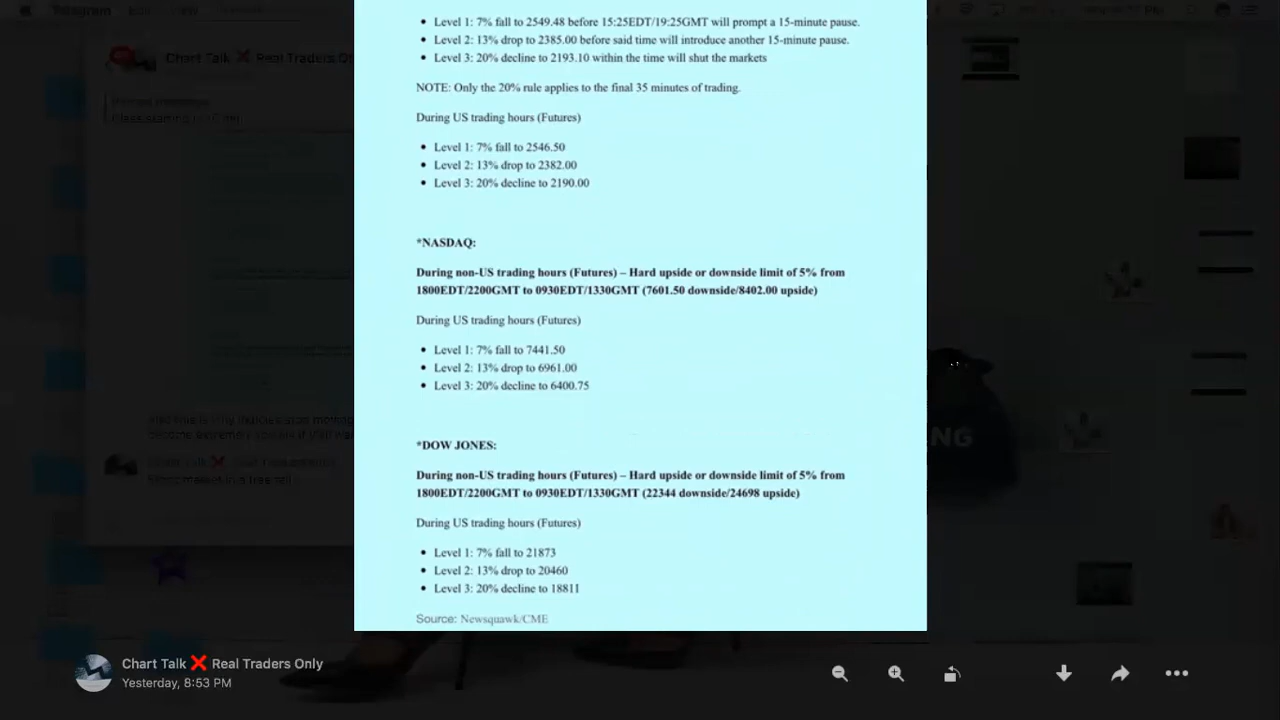 Telegram Edit View
Chart Talk ❌ Real Traders On
• Level 1: 7% fall to 2549.48 before 15:25EDT/19:25GMT will prompt a 15-minute pause.
• Level 2: 13% drop to 2385.00 before said time will introduce another 15-minute pause.
• Level 3: 20% decline to 2193.10 within the time will shut the markets
NOTE: Only the 20% rule applies to the final 35 minutes of trading.
During US trading hours (Futures)
• Level 1: 7% fall to 2546.50
• Level 2: 13% drop to 2382.00
• Level 3: 20% decline to 2190.00
*NASDAQ:
During non-US trading hours (Futures) – Hard upside or downside limit of 5% from
1800EDT/2200GMT to 0930EDT/1330GMT (7601.50 downside/8402.00 upside)
During US trading hours (Futures)
• Level 1: 7% fall to 7441.50
• Level 2: 13% drop to 6961.00
• Level 3: 20% decline to 6400.75
*DOW JONES:
During non-US trading hours (Futures) – Hard upside or downside limit of 5% from
1800EDT/2200GMT to 0930EDT/1330GMT (22344 downside/24698 upside)
During US trading hours (Futures)
• Level 1: 7% fall to 21873
• Level 2: 13% drop to 20460
• Level 3: 20% decline to 18811
Source: Newsquawk/CME
NG
Chart Talk ❌ Real Traders Only
Yesterday, 8:53 PM